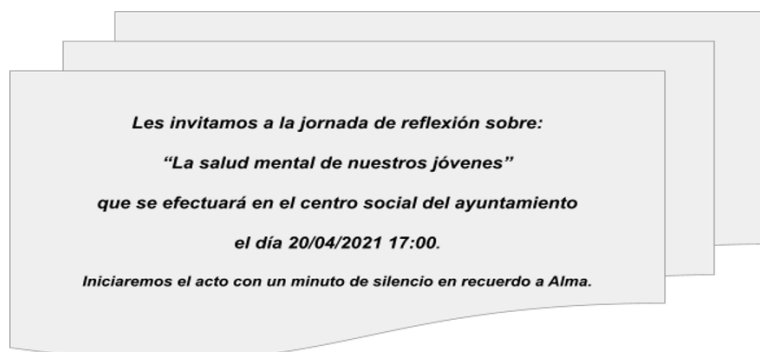 Les invitamos a la jornada de reflexión sobre:
“La salud mental de nuestros jóvenes”
que se efectuará en el centro social del ayuntamiento
el día 20/04/2021 17:00.
Iniciaremos el acto con un minuto de silencio en recuerdo a Alma.